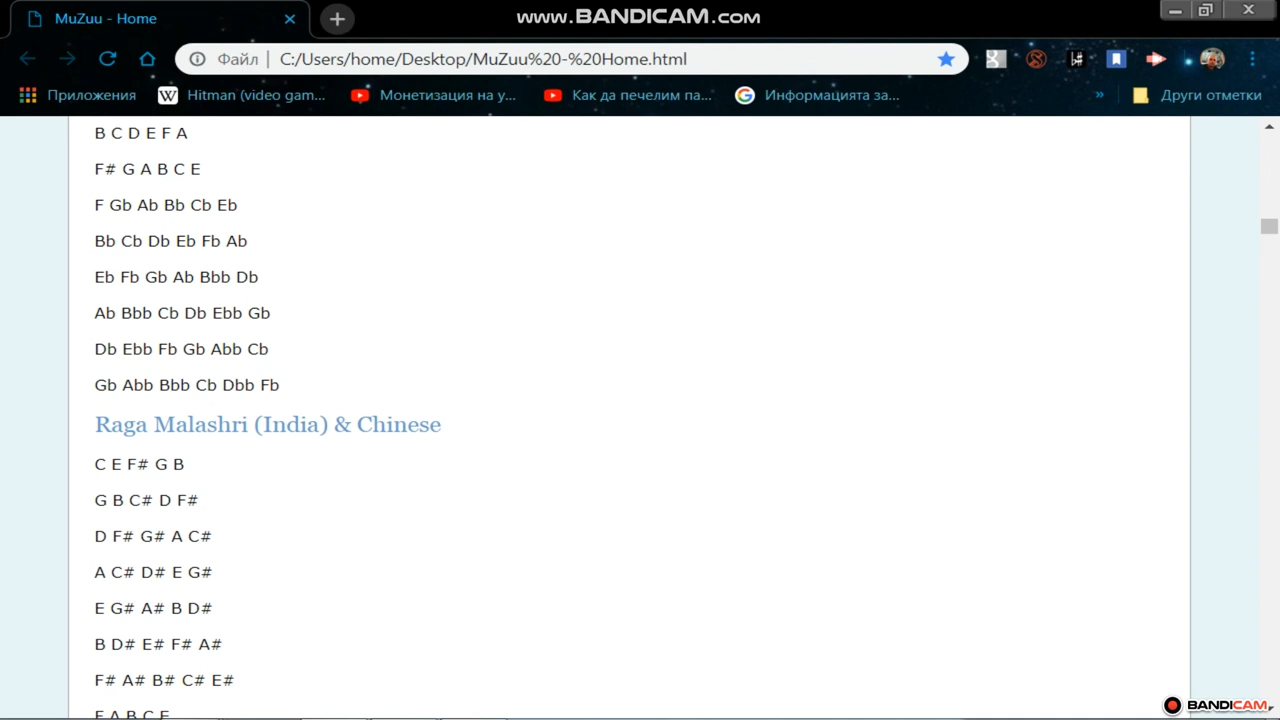 www.BANDICAM.com
MuZuu - Home
Файл | C:/Users/home/Desktop/MuZuu%20-%20Home.html
Приложения
W Hitman (video gam...
Монетизация на у...
Как да печелим па...
G Информацията за...
»
Други отметки
B C D E F A
F# G A B C E
F Gb Ab Bb Cb Eb
Bb Cb Db Eb Fb Ab
Eb Fb Gb Ab Bbb Db
Ab Bbb Cb Db Ebb Gb
Db Ebb Fb Gb Abb Cb
Gb Abb Bbb Cb Dbb Fb
Raga Malashri (India) & Chinese
C E F# G B
G B C# D F#
D F# G# A C#
A C# D# E G#
E G# A# B D#
B D# E# F# A#
F# A# B# C# E#
F A B C E
BANDICAM